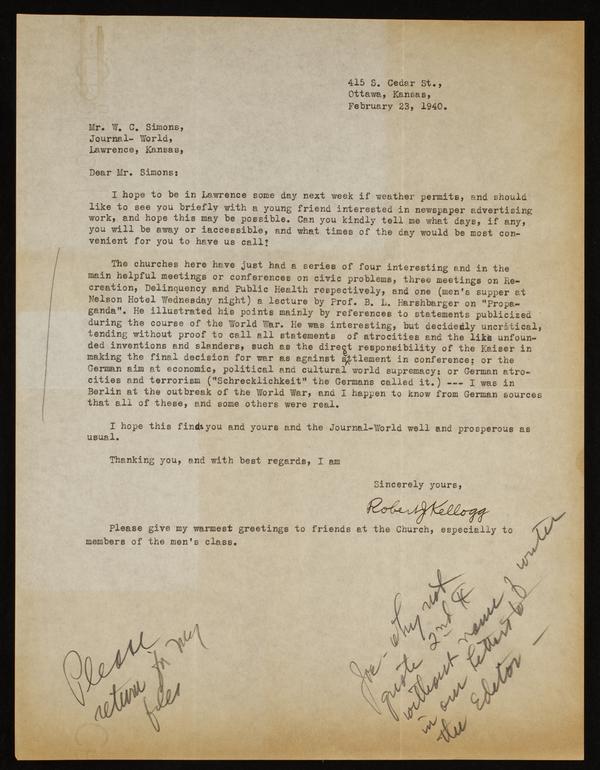 415 S. Cedar St.,
Ottawa, Kansas,
February 23, 1940.
Mr. W. C. Simons,
Journal- World,
Lawrence, Kansas,
Dear Mr. Simons:
I hope to be in Lawrence some day next week if weather permits, and should
like to see you briefly with a young friend interested in newspaper advertising
work, and hope this may be possible. Can you kindly tell me what days, if any,
you will be away or iaccessible, and what times of the day would be most con-
venient for you to have us call?
The churches here have just had a series of four interesting and in the
main helpful meetings or conferences on civic problems, three meetings on Re-
creation, Delinquency and Public Health respectively, and one (men's supper at
Nelson Hotel Wednesday night) a lecture by Prof. B. L. Harshbarger on "Propa-
ganda". He illustrated his points mainly by references to statements publicized
during the course of the World War. He was interesting, but decidedly uncritical,
tending without proof to call all statements of atrocities and the like unfoun-
ded inventions and slanders, such as the direct responsibility of the Kaiser in
making the final decision for war as against settlement in conference; or the
German aim at economic, political and cultural world supremacy; or German atro-
cities and terrorism ("Schrecklichkeit" the Germans called it.) --- I was in
Berlin at the outbreak of the World War, and I happen to know from German sources
that all of these, and some others were real.
I hope this finds you and yours and the Journal-World well and prosperous as
usual.
Thanking you, and with best regards, I am
Sincerely yours,
Robert J Kellogg
Please give my warmest greetings to friends at the Church, especially to
members of the men's class.
Please
return for my
files
Joe - Why not
quote 2nd ¶
without name of writer
in our letters to
the Editor —